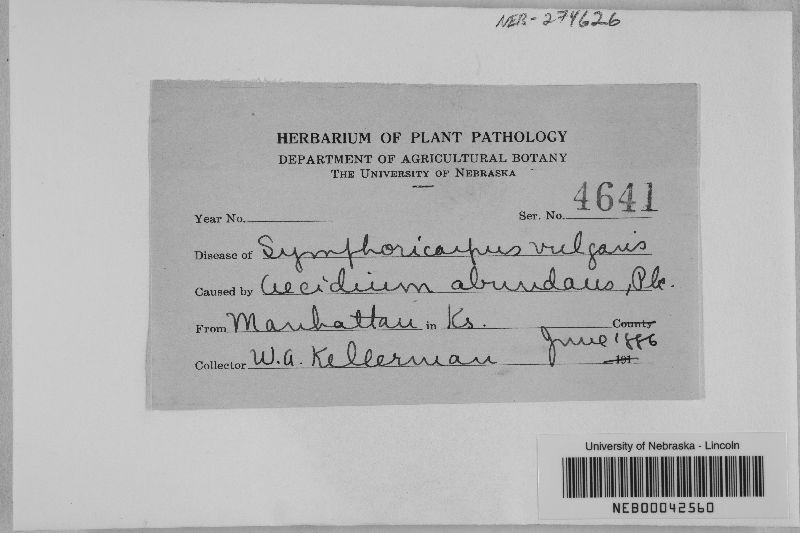 NEB-274626
HERBARIUM OF PLANT PATHOLOGY
DEPARTMENT OF AGRICULTURAL BOTANY
THE UNIVERSITY OF NEBRASKA
Year No. Ser. No. 4641
Disease of Symphoricarpus vulgaris
Caused by Aecidium abundans, Pk.
From Manhattan in Ks. County
Collector W.A. Kellerman June 1886 191
University of Nebraska - Lincoln
NEB00042560